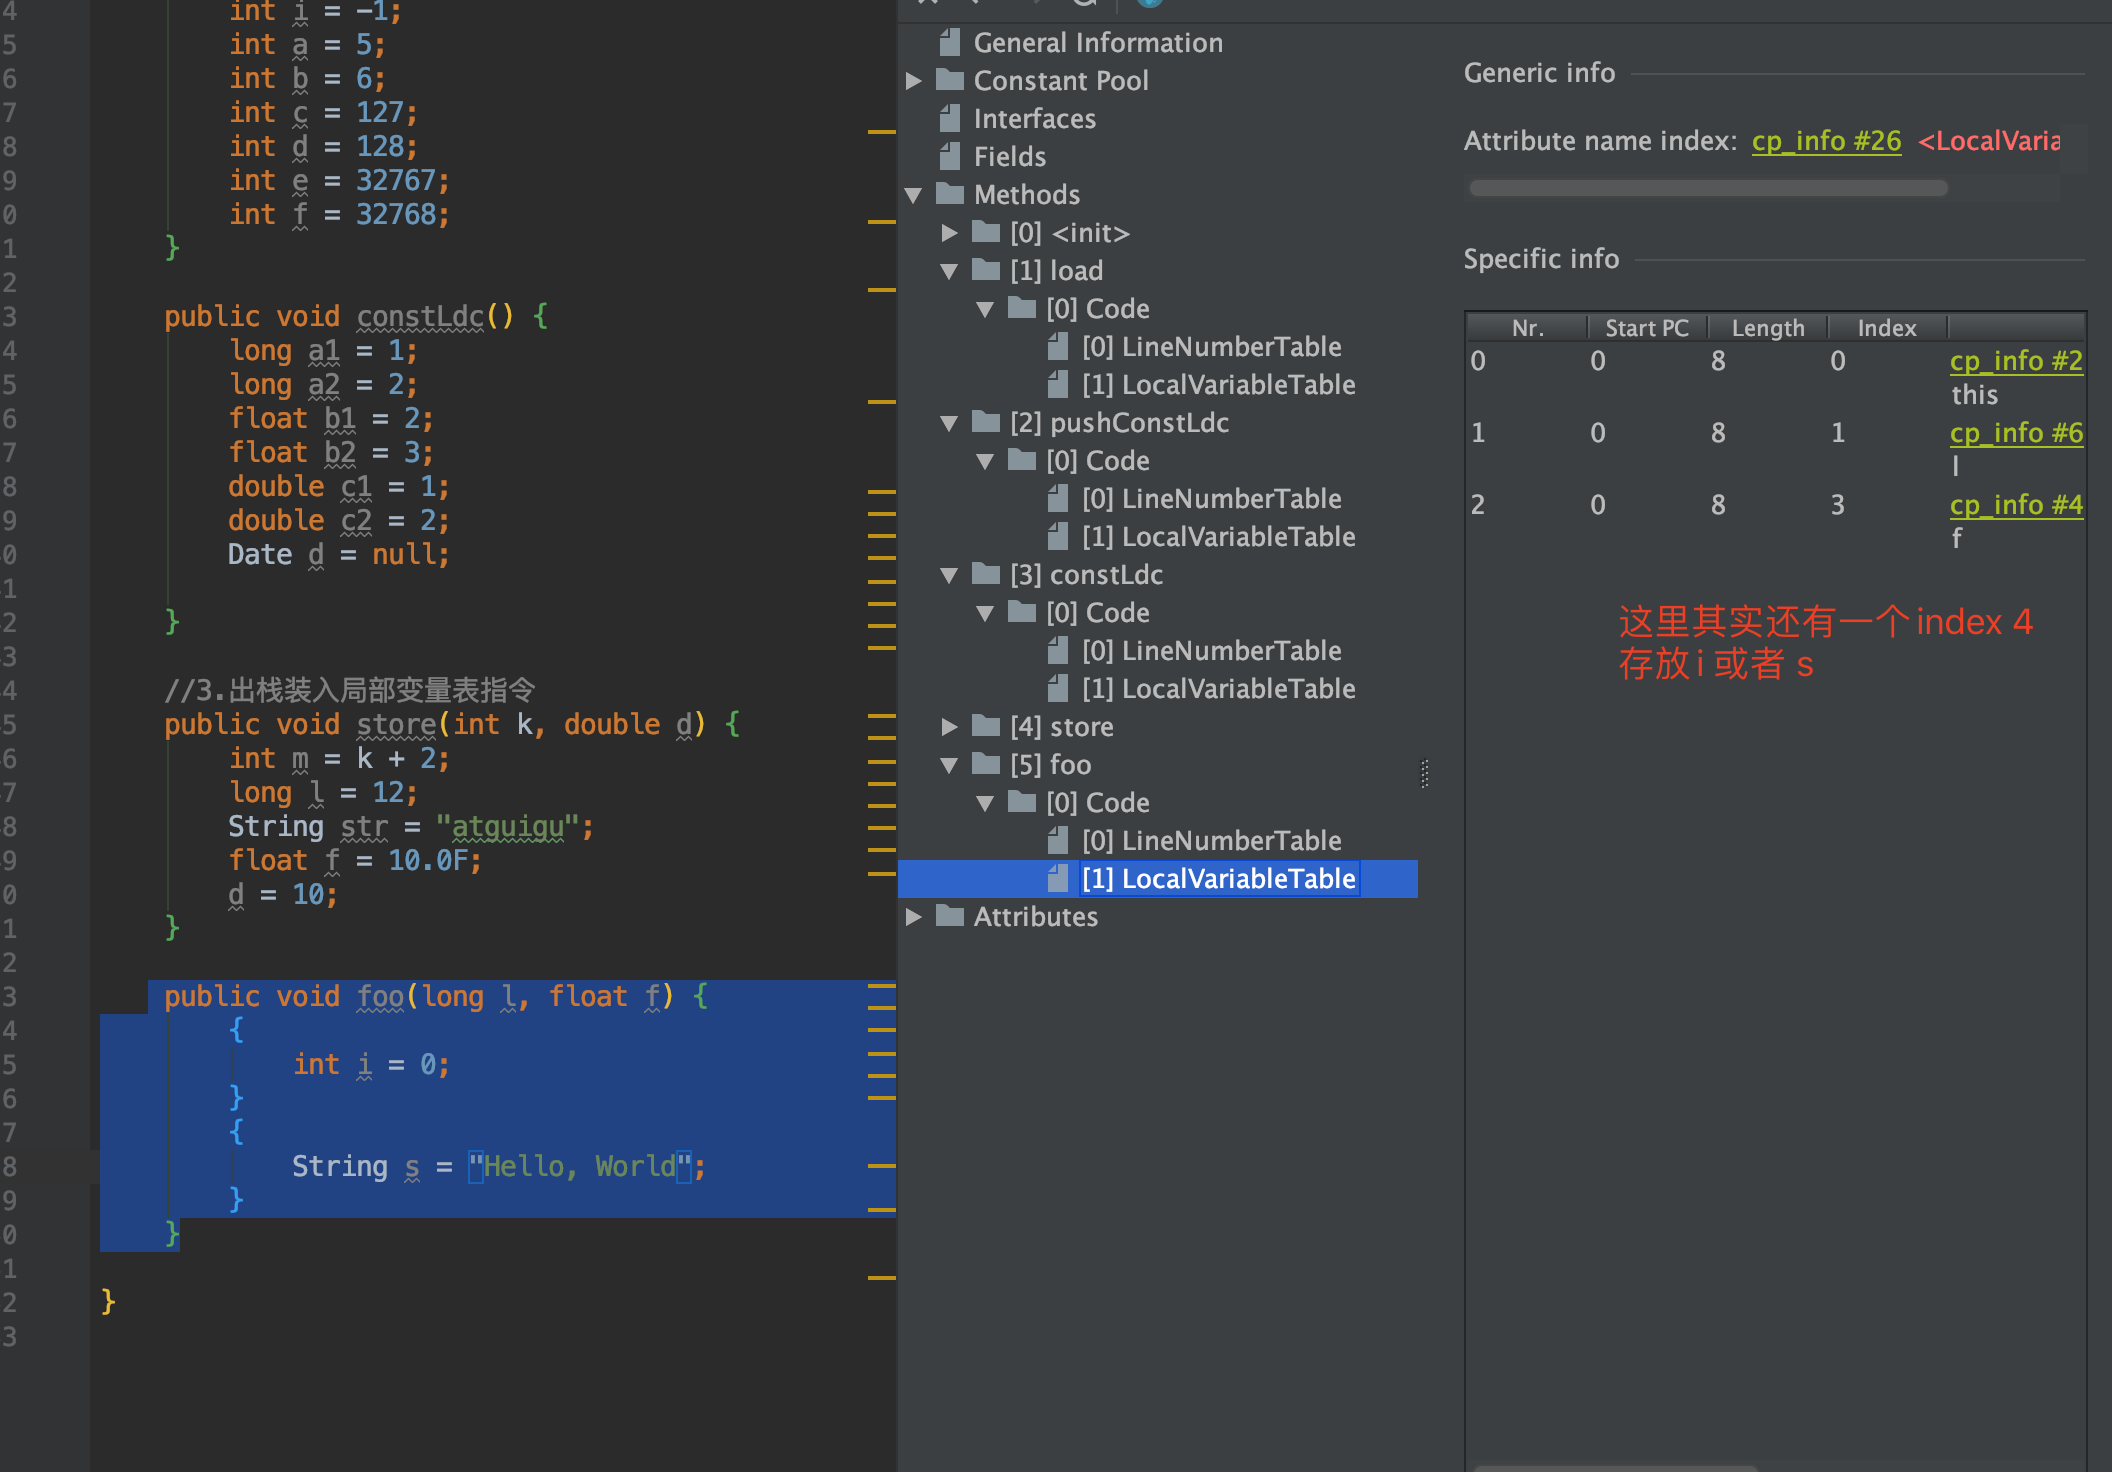 4 int i = -1;
5 int a = 5;
6 int b = 6;
7 int c = 127;
8 int d = 128;
9 int e = 32767;
0 int f = 32768;
1 }
2
3 public void constLdc() {
4 long a1 = 1;
5 long a2 = 2;
6 float b1 = 2;
7 float b2 = 3;
8 double c1 = 1;
9 double c2 = 2;
0 Date d = null;
1
2 }
3
4 //3.出栈装入局部变量表指令
5 public void store(int k, double d) {
6 int m = k + 2;
7 long l = 12;
8 String str = "atguigu";
9 float f = 10.0F;
0 d = 10;
1 }
2
3 public void foo(long l, float f) {
4 {
5 int i = 0;
6 }
7 {
8 String s = "Hello, World";
9 }
0 }
1
2 }
3
General Information
Constant Pool
Interfaces
Fields
Methods
[0] <init>
[1] load
[0] Code
[0] LineNumberTable
[1] LocalVariableTable
[2] pushConstLdc
[0] Code
[0] LineNumberTable
[1] LocalVariableTable
[3] constLdc
[0] Code
[0] LineNumberTable
[1] LocalVariableTable
[4] store
[5] foo
[0] Code
[0] LineNumberTable
[1] LocalVariableTable
Attributes
Generic info
Attribute name index: cp_info #26 <LocalVaria
Specific info
Nr. Start PC Length Index
0 0 8 0 cp_info #2
this
1 0 8 1 cp_info #6
l
2 0 8 3 cp_info #4
f
这里其实还有一个index 4
存放i 或者 s